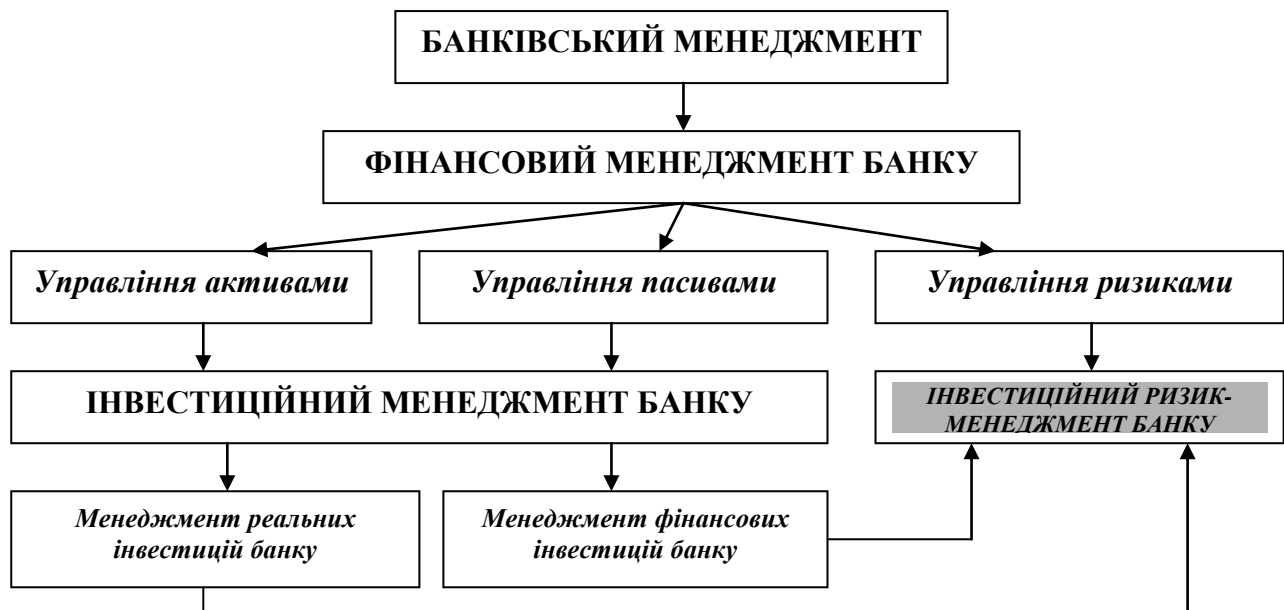 БАНКІВСЬКИЙ МЕНЕДЖМЕНТ
ФІНАНСОВИЙ МЕНЕДЖМЕНТ БАНКУ
Управління активами
Управління пасивами
Управління ризиками
ІНВЕСТИЦІЙНИЙ МЕНЕДЖМЕНТ БАНКУ
ІНВЕСТИЦІЙНИЙ РИЗИК-
МЕНЕДЖМЕНТ БАНКУ
Менеджмент реальних
інвестицій банку
Менеджмент фінансових
інвестицій банку